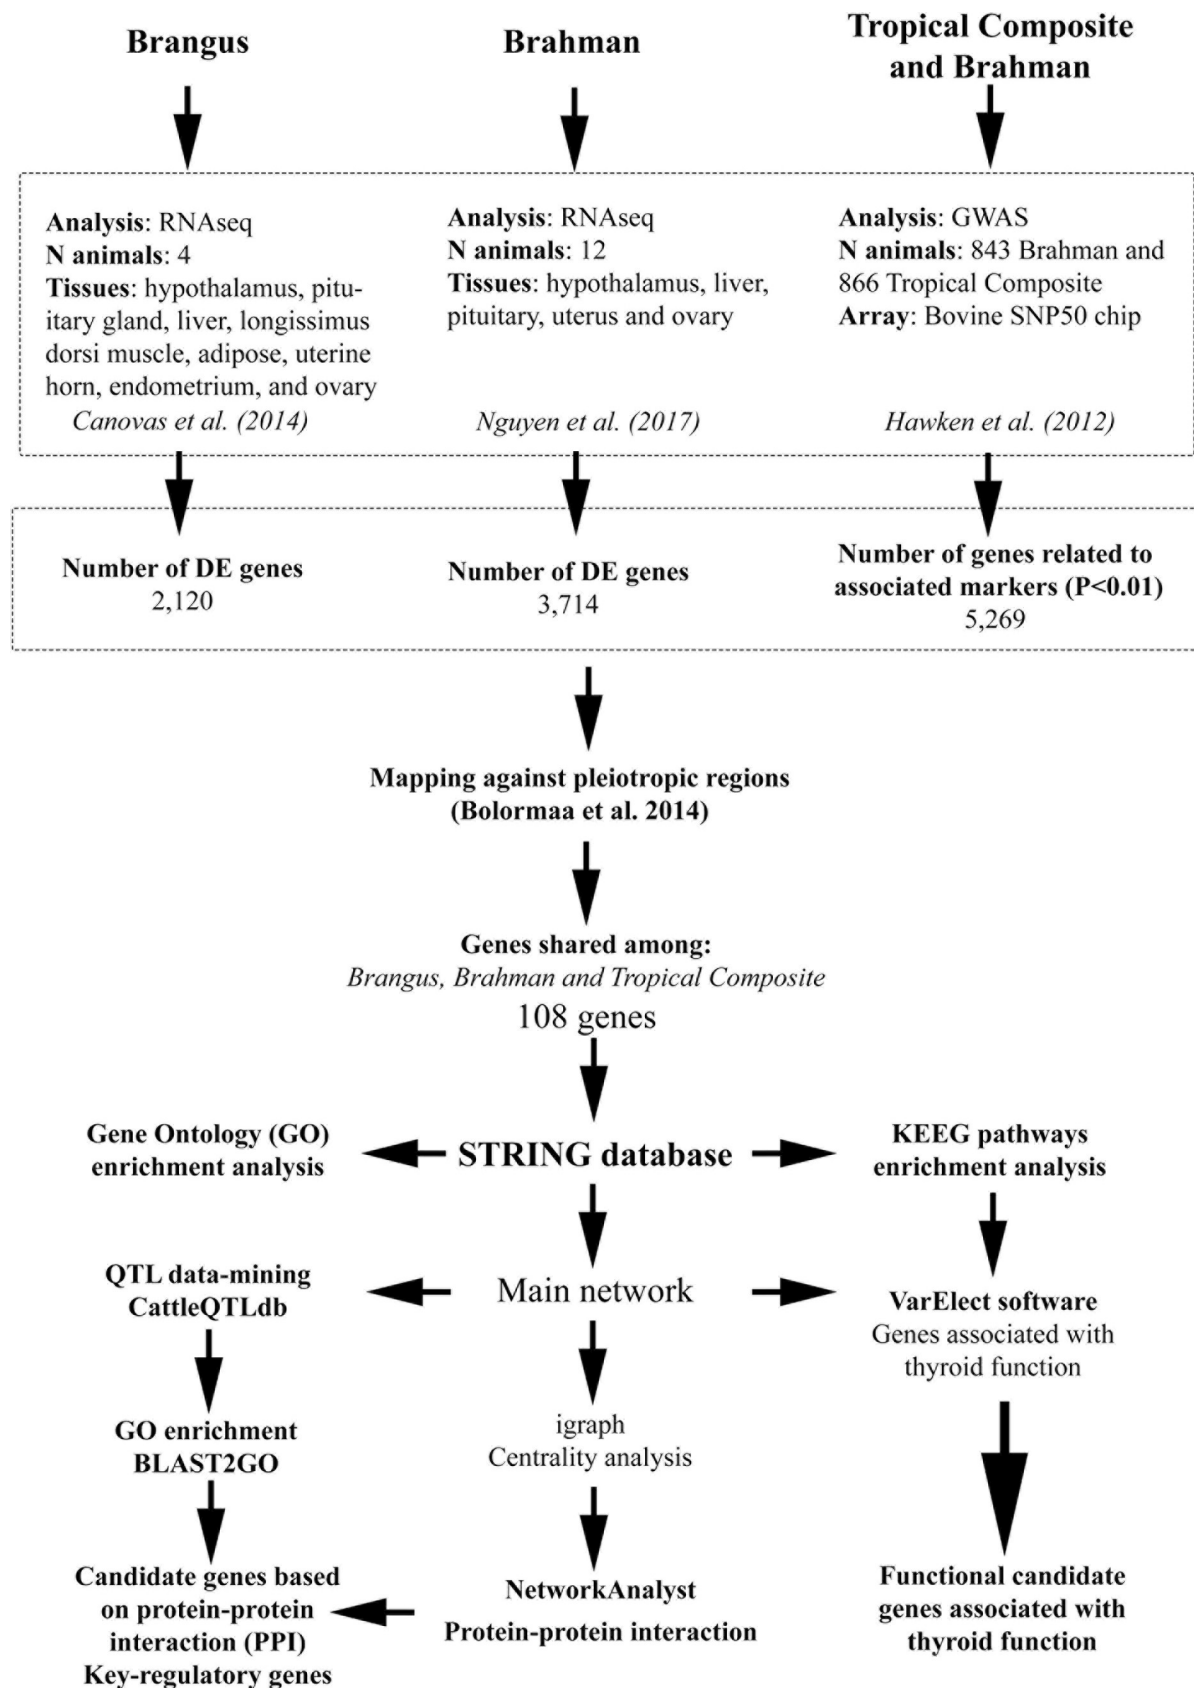 Brangus
Brahman
Tropical Composite
and Brahman
Analysis: RNAseq
N animals: 4
Tissues: hypothalamus, pitu-
itary gland, liver, longissimus
dorsi muscle, adipose, uterine
horn, endometrium, and ovary
Canovas et al. (2014)
Analysis: RNAseq
N animals: 12
Tissues: hypothalamus, liver,
pituitary, uterus and ovary
Nguyen et al. (2017)
Analysis: GWAS
N animals: 843 Brahman and
866 Tropical Composite
Array: Bovine SNP50 chip
Hawken et al. (2012)
Number of DE genes
2,120
Number of DE genes
3,714
Number of genes related to
associated markers (P<0.01)
5,269
Mapping against pleiotropic regions
(Bolormaa et al. 2014)
Genes shared among:
Brangus, Brahman and Tropical Composite
108 genes
Gene Ontology (GO)
enrichment analysis
STRING database
KEEG pathways
enrichment analysis
QTL data-mining
CattleQTLdb
Main network
VarElect software
Genes associated with
thyroid function
GO enrichment
BLAST2GO
igraph
Centrality analysis
Candidate genes based
on protein-protein
interaction (PPI)
Key-regulatory genes
NetworkAnalyst
Protein-protein interaction
Functional candidate
genes associated with
thyroid function